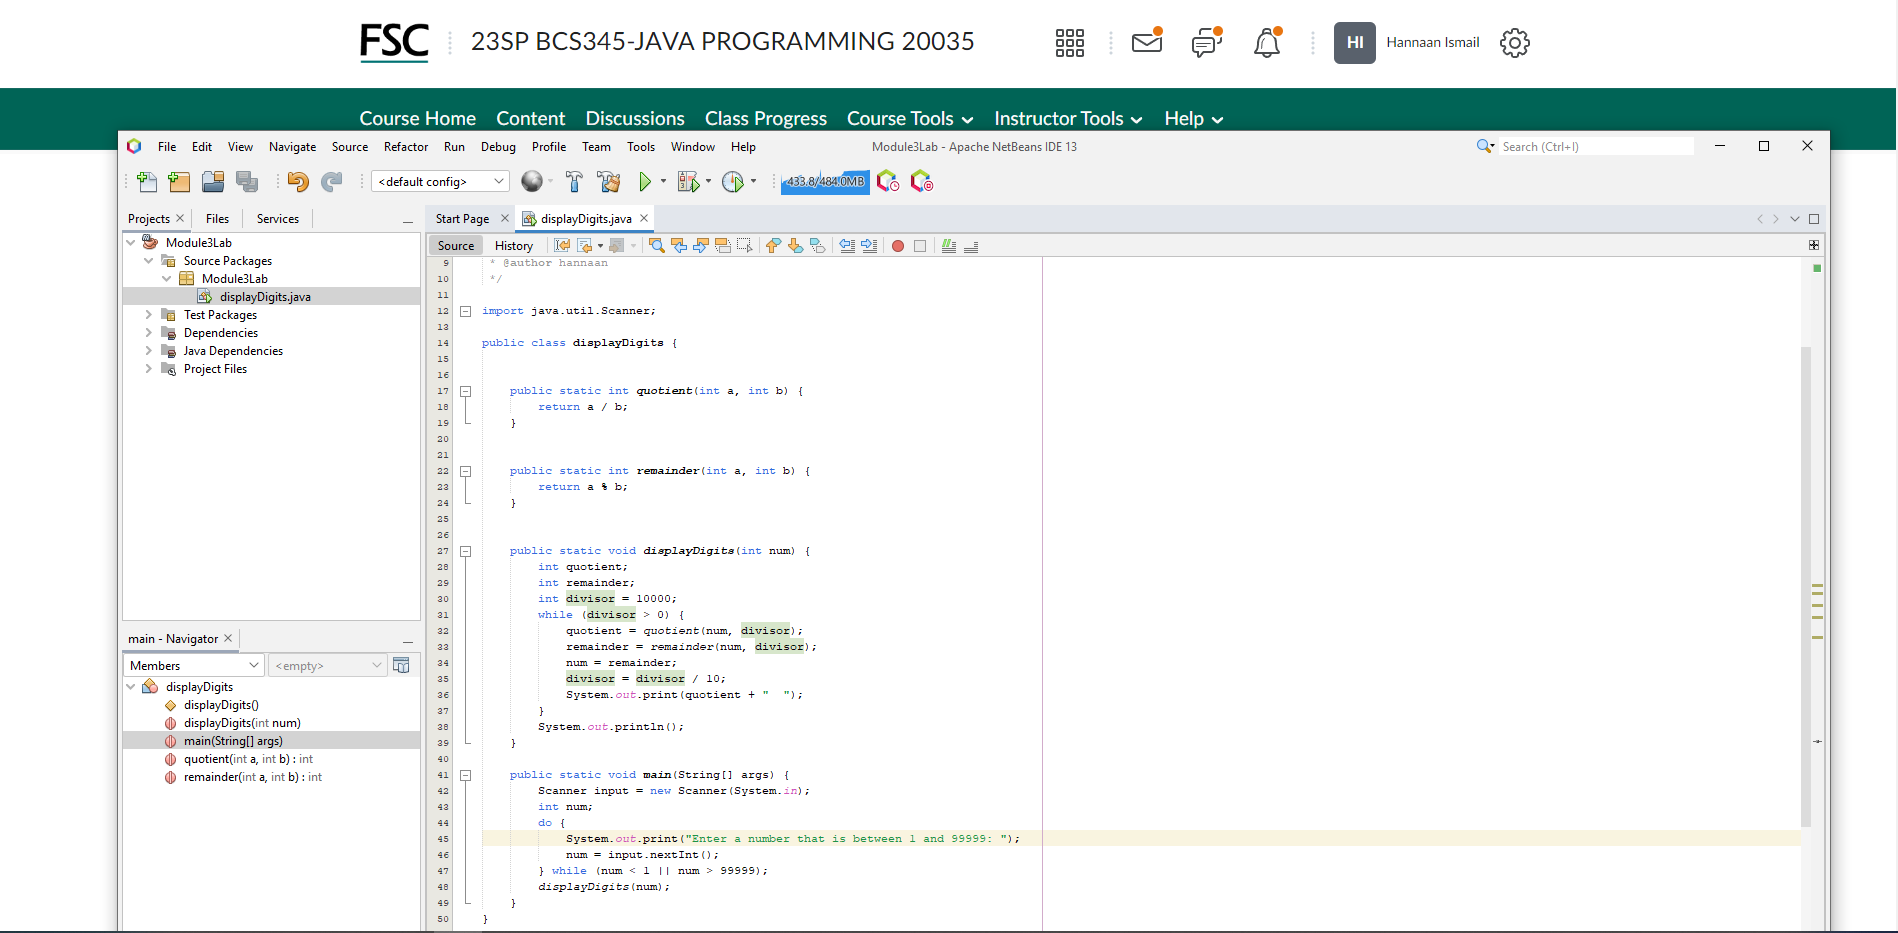 FSC 23SP BCS345-JAVA PROGRAMMING 20035 HI Hannaan Ismail
Course Home Content Discussions Class Progress Course Tools Instructor Tools Help
File Edit View Navigate Source Refactor Run Debug Profile Team Tools Window Help Module3Lab - Apache NetBeans IDE 13 Search (Ctrl+I)
<default config> 433.8/484.0MB
Projects Files Services
Start Page displayDigits.java
Source History
Module3Lab
Source Packages
Module3Lab
displayDigits.java
Test Packages
Dependencies
Java Dependencies
Project Files
main - Navigator
Members <empty>
displayDigits
displayDigits()
displayDigits(int num)
main(String[] args)
quotient(int a, int b) : int
remainder(int a, int b) : int
9 * @author hannaan
10 */
11
12 import java.util.Scanner;
13
14 public class displayDigits {
15
16
17 public static int quotient(int a, int b) {
18 return a / b;
19 }
20
21
22 public static int remainder(int a, int b) {
23 return a % b;
24 }
25
26
27 public static void displayDigits(int num) {
28 int quotient;
29 int remainder;
30 int divisor = 10000;
31 while (divisor > 0) {
32 quotient = quotient(num, divisor);
33 remainder = remainder(num, divisor);
34 num = remainder;
35 divisor = divisor / 10;
36 System.out.print(quotient + "  ");
37 }
38 System.out.println();
39 }
40
41 public static void main(String[] args) {
42 Scanner input = new Scanner(System.in);
43 int num;
44 do {
45 System.out.print("Enter a number that is between 1 and 99999: ");
46 num = input.nextInt();
47 } while (num < 1 || num > 99999);
48 displayDigits(num);
49 }
50 }